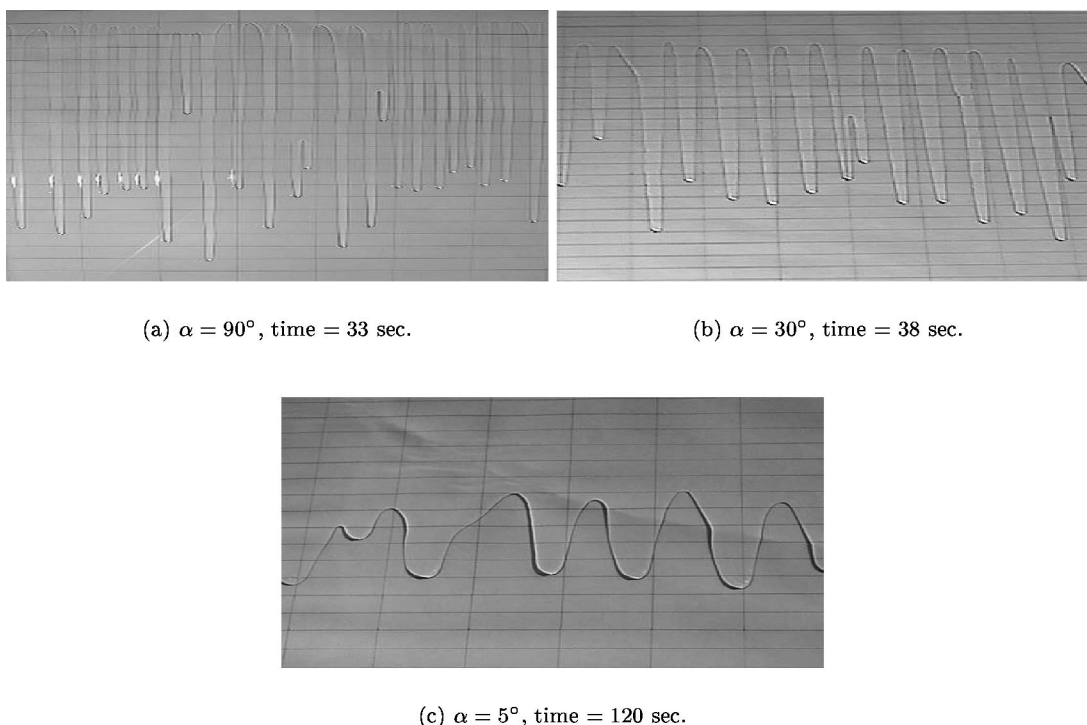 (a) α = 90°, time = 33 sec.
(b) α = 30°, time = 38 sec.
(c) α = 5°, time = 120 sec.